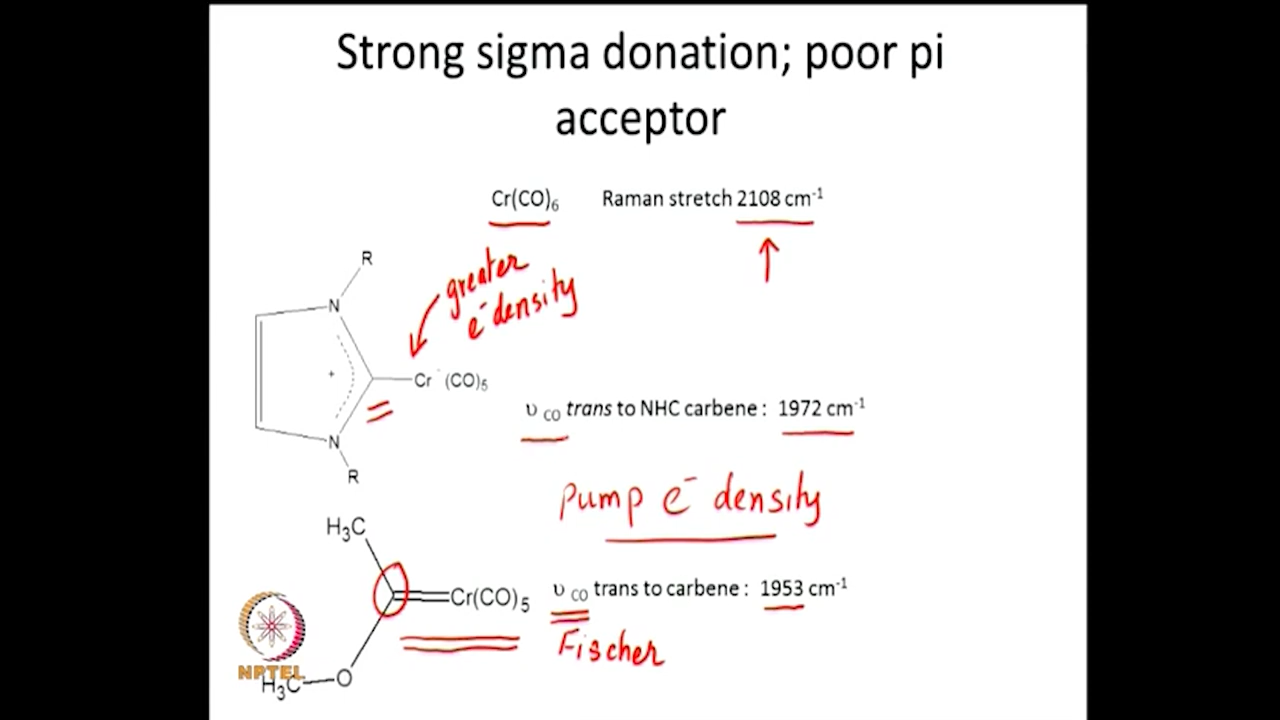 Strong sigma donation; poor pi
acceptor
Cr(CO)6 Raman stretch 2108 cm-1
greater
e- density
R
N
+
Cr-(CO)5
N
R
υ CO trans to NHC carbene : 1972 cm-1
Pump e- density
H3C
Cr(CO)5
υ CO trans to carbene : 1953 cm-1
Fischer
NPTEL
H3C
O